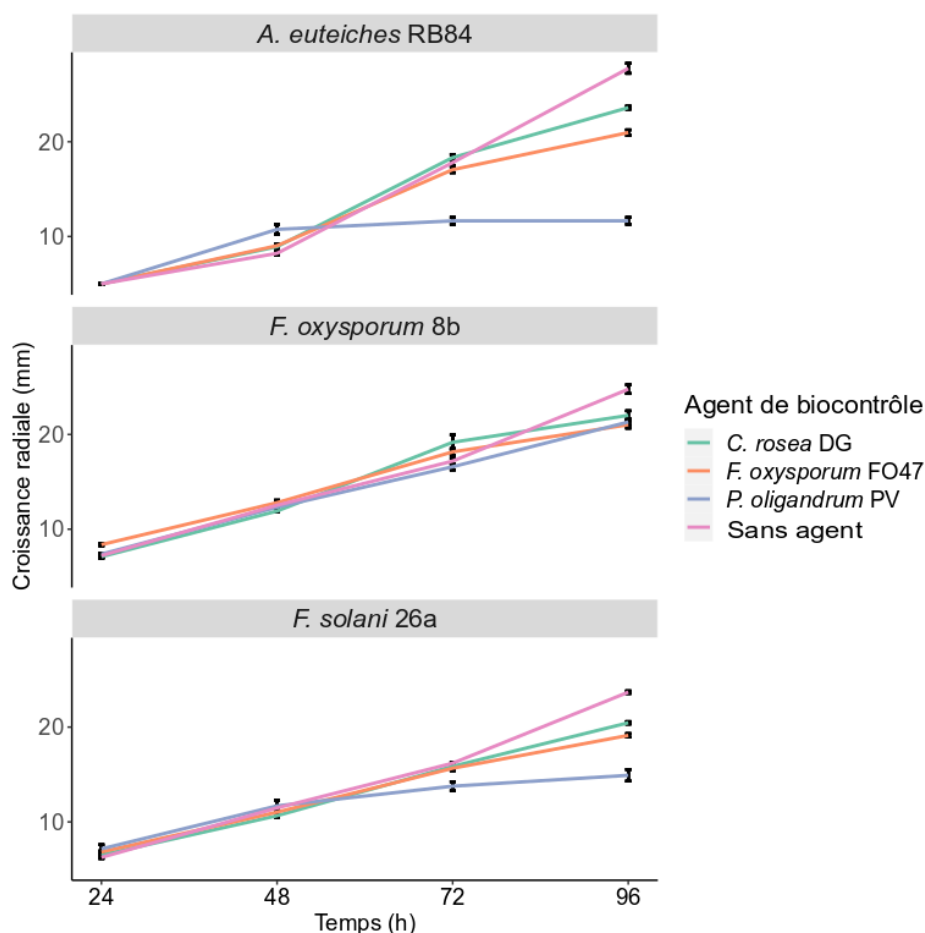 A. euteiches RB84
20
10
F. oxysporum 8b
20
10
F. solani 26a
20
10
24 48 72 96
Temps (h)
Croissance radiale (mm)
Agent de biocontrôle
C. rosea DG
F. oxysporum FO47
P. oligandrum PV
Sans agent